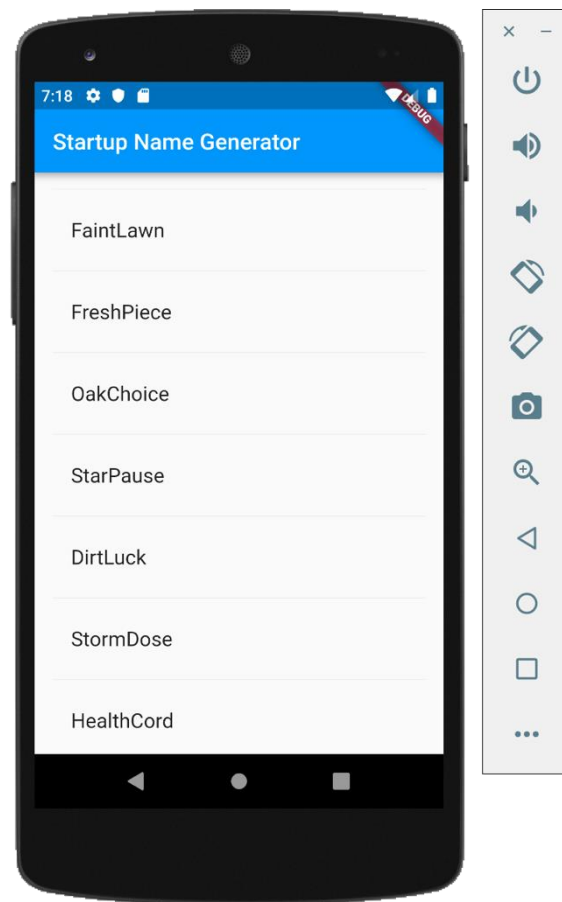 7:18
DEBUG
Startup Name Generator
FaintLawn
FreshPiece
OakChoice
StarPause
DirtLuck
StormDose
HealthCord